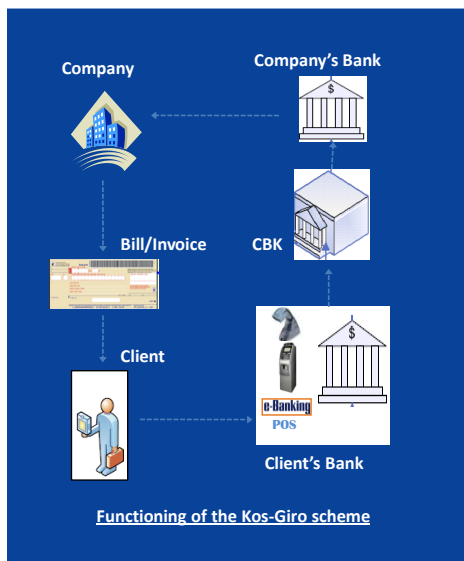 Company's Bank
$
Company
CBK
Bill/Invoice
Client
$
e-Banking
POS
Client's Bank
Functioning of the Kos-Giro scheme